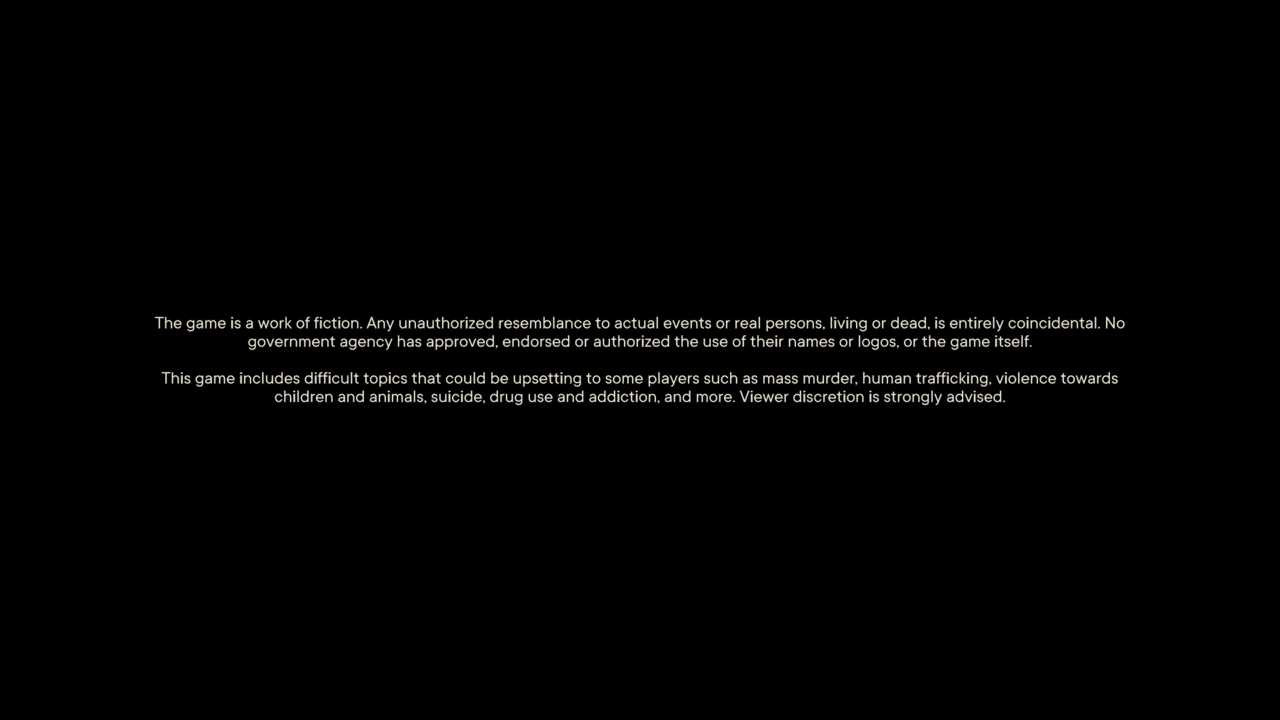 The game is a work of fiction. Any unauthorized resemblance to actual events or real persons, living or dead, is entirely coincidental. No
government agency has approved, endorsed or authorized the use of their names or logos, or the game itself.
This game includes difficult topics that could be upsetting to some players such as mass murder, human trafficking, violence towards
children and animals, suicide, drug use and addiction, and more. Viewer discretion is strongly advised.